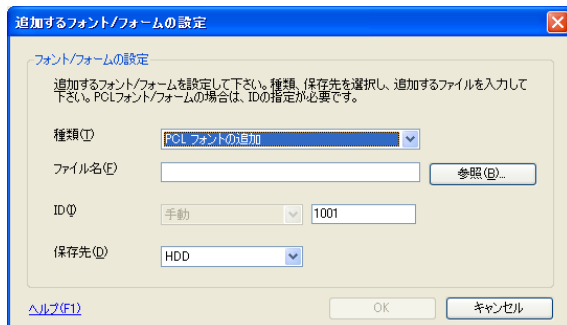 追加するフォント/フォームの設定
フォント/フォームの設定
追加するフォント/フォームを設定して下さい。種類、保存先を選択し、追加するファイルを入力して
下さい。PCLフォント/フォームの場合は、IDの指定が必要です。
種類(T) PCL フォントの追加
ファイル名(F) 参照(B)...
ID(I) 手動 1001
保存先(D) HDD
ヘルプ(F1) OK キャンセル